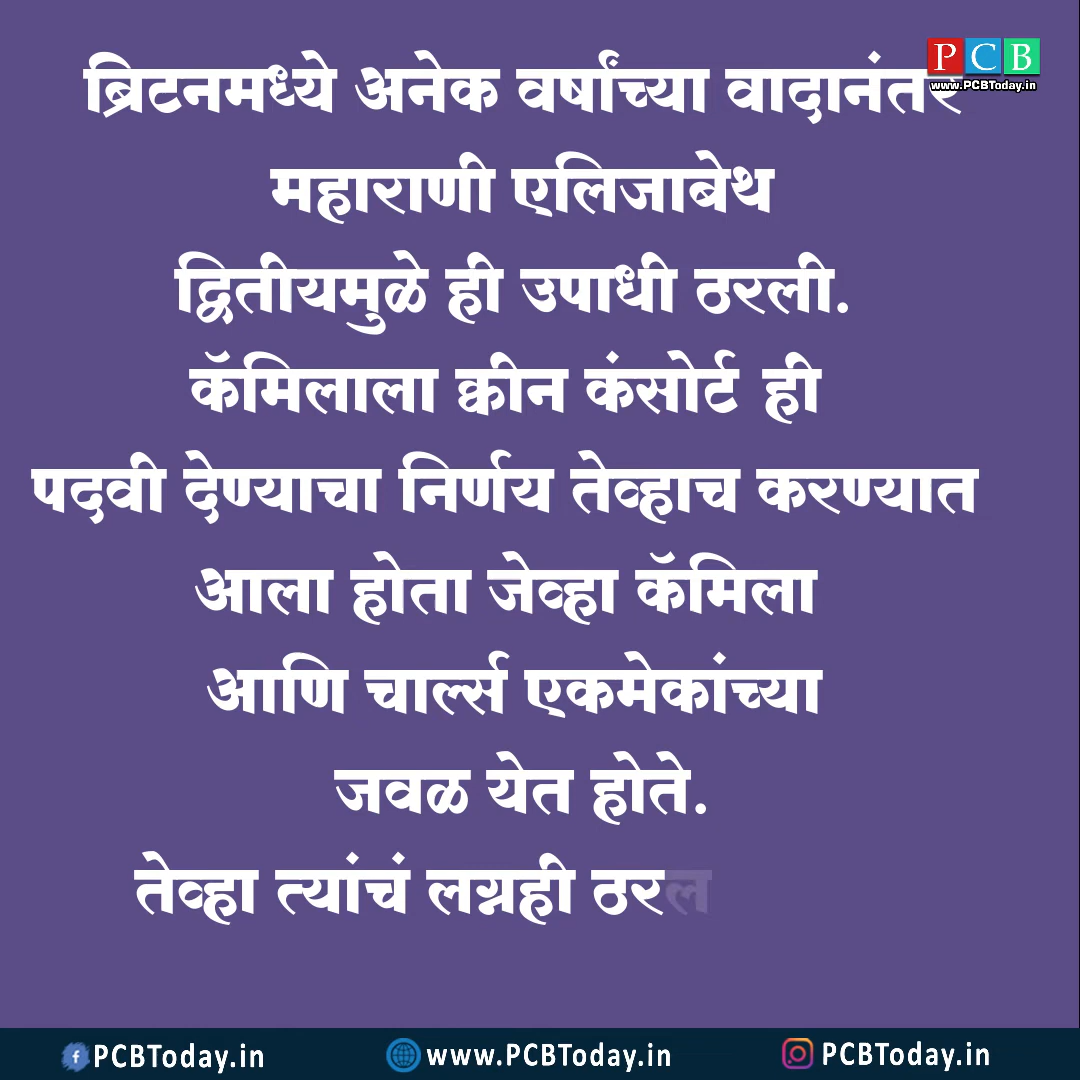 P C B
www.PCBToday.in
ब्रिटनमध्ये अनेक वर्षांच्या वादानंतर
महाराणी एलिजाबेथ
द्वितीयमुळे ही उपाधी ठरली.
कॅमिलाला क्वीन कंसोर्ट ही
पदवी देण्याचा निर्णय तेव्हाच करण्यात
आला होता जेव्हा कॅमिला
आणि चार्ल्स एकमेकांच्या
जवळ येत होते.
तेव्हा त्यांचं लग्नही ठरल
PCBToday.in www.PCBToday.in PCBToday.in